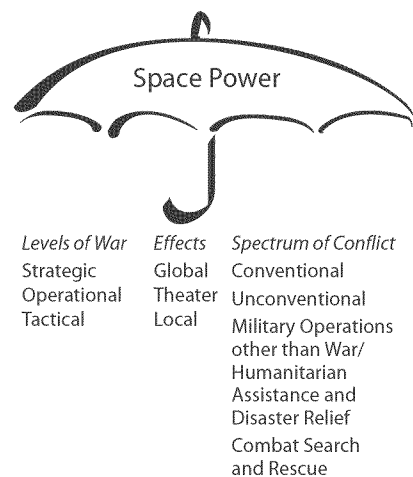 Space Power
Levels of War
Strategic
Operational
Tactical
Effects
Global
Theater
Local
Spectrum of Conflict
Conventional
Unconventional
Military Operations
other than War/
Humanitarian
Assistance and
Disaster Relief
Combat Search
and Rescue